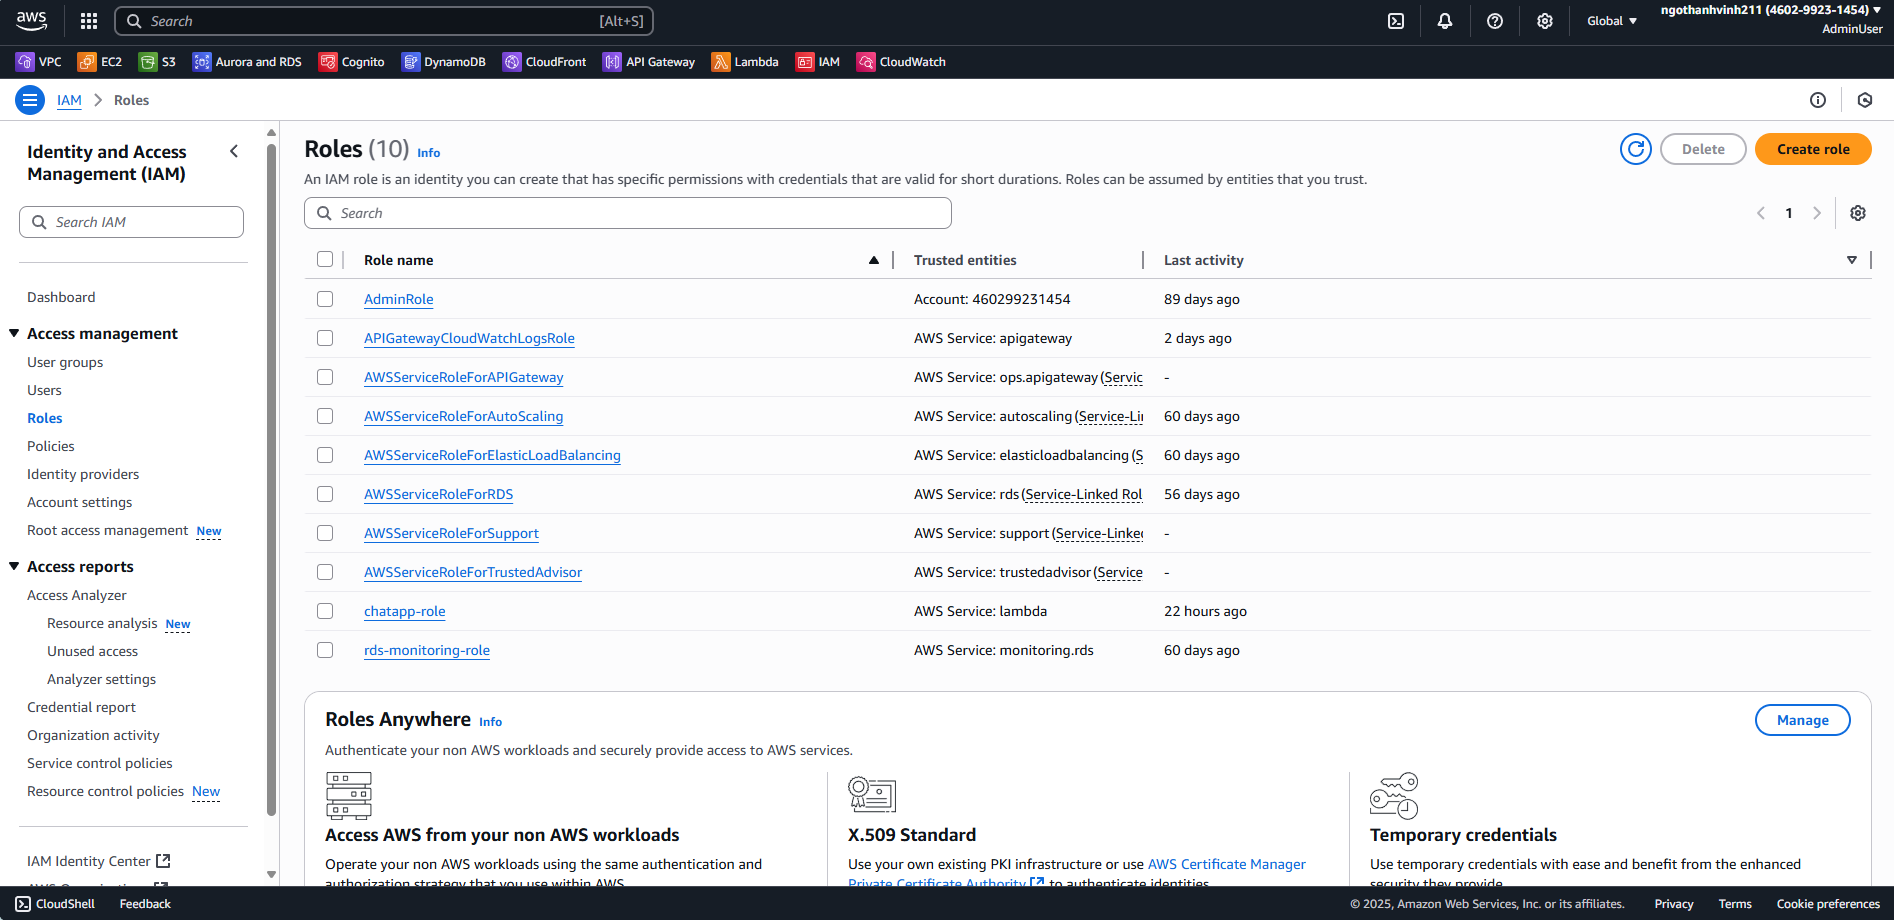 aws
Search [Alt+S]
Global
ngothanhvinh211 (4602-9923-1454)
AdminUser
VPC EC2 S3 Aurora and RDS Cognito DynamoDB CloudFront API Gateway Lambda IAM CloudWatch
IAM > Roles
Identity and Access
Management (IAM)
Search IAM
Dashboard
Access management
User groups
Users
Roles
Policies
Identity providers
Account settings
Root access management New
Access reports
Access Analyzer
Resource analysis New
Unused access
Analyzer settings
Credential report
Organization activity
Service control policies
Resource control policies New
IAM Identity Center
Roles (10) Info
Delete
Create role
An IAM role is an identity you can create that has specific permissions with credentials that are valid for short durations. Roles can be assumed by entities that you trust.
Search
1
Role name Trusted entities Last activity
AdminRole Account: 460299231454 89 days ago
APIGatewayCloudWatchLogsRole AWS Service: apigateway 2 days ago
AWSServiceRoleForAPIGateway AWS Service: ops.apigateway (Servic -
AWSServiceRoleForAutoScaling AWS Service: autoscaling (Service-Li 60 days ago
AWSServiceRoleForElasticLoadBalancing AWS Service: elasticloadbalancing (S 60 days ago
AWSServiceRoleForRDS AWS Service: rds (Service-Linked Rol 56 days ago
AWSServiceRoleForSupport AWS Service: support (Service-Linked -
AWSServiceRoleForTrustedAdvisor AWS Service: trustedadvisor (Service -
chatapp-role AWS Service: lambda 22 hours ago
rds-monitoring-role AWS Service: monitoring.rds 60 days ago
Roles Anywhere Info
Manage
Authenticate your non AWS workloads and securely provide access to AWS services.
Access AWS from your non AWS workloads
Operate your non AWS workloads using the same authentication and
authorization strategy that you use within AWS.
X.509 Standard
Use your own existing PKI infrastructure or use AWS Certificate Manager
Private Certificate Authority to authenticate identities.
Temporary credentials
Use temporary credentials with ease and benefit from the enhanced
security they provide.
CloudShell Feedback
© 2025, Amazon Web Services, Inc. or its affiliates. Privacy Terms Cookie preferences